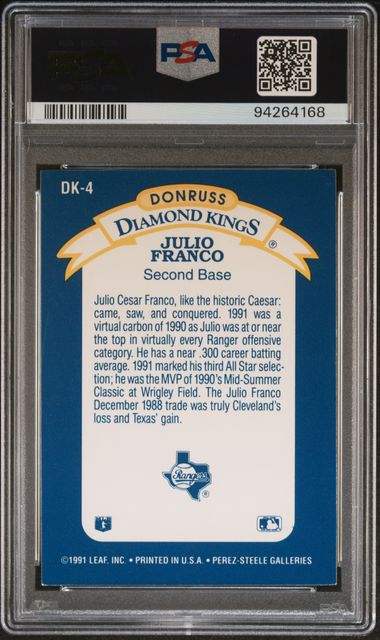 PSA
PSA
94264168
DK-4
DONRUSS
DIAMOND KINGS®
JULIO
FRANCO
Second Base
Julio Cesar Franco, like the historic Caesar:
came, saw, and conquered. 1991 was a
virtual carbon of 1990 as Julio was at or near
the top in virtually every Ranger offensive
category. He has a near .300 career batting
average. 1991 marked his third All Star selec-
tion; he was the MVP of 1990's Mid-Summer
Classic at Wrigley Field. The Julio Franco
December 1988 trade was truly Cleveland's
loss and Texas' gain.
Rangers
®
©1991 LEAF, INC. • PRINTED IN U.S.A. • PEREZ-STEELE GALLERIES